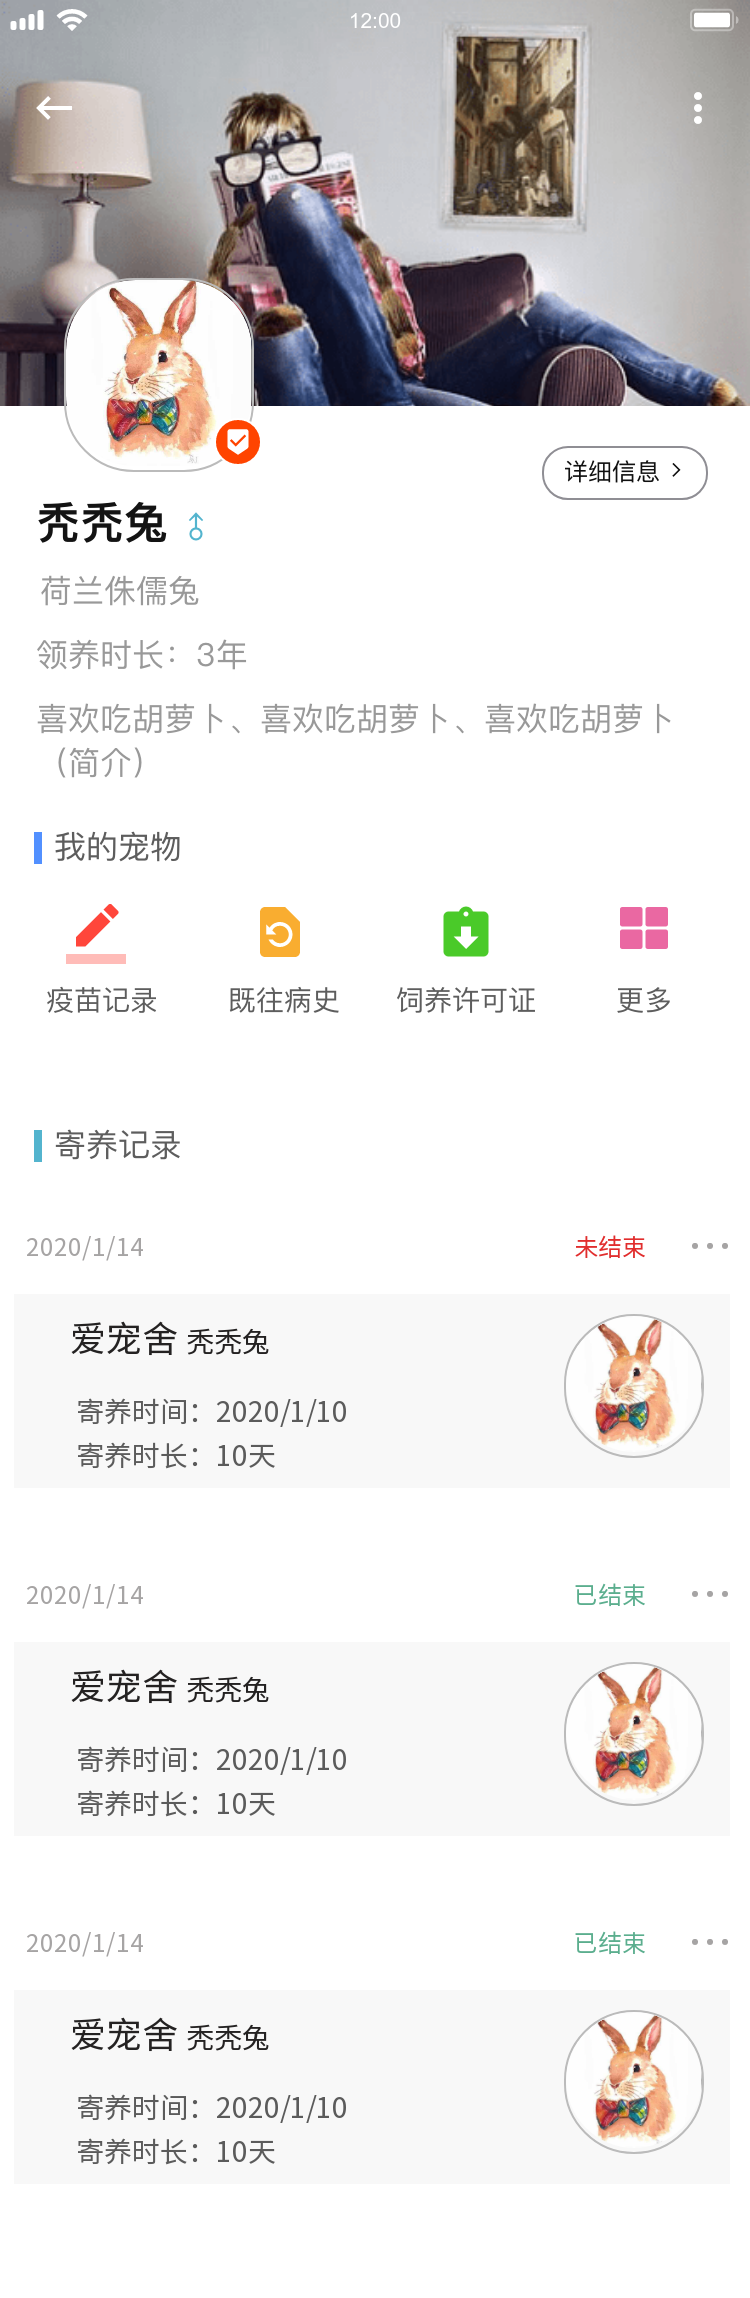 12:00
详细信息
秃秃兔
荷兰侏儒兔
领养时长：3年
喜欢吃胡萝卜、喜欢吃胡萝卜、喜欢吃胡萝卜
（简介）
我的宠物
疫苗记录 既往病史 饲养许可证 更多
寄养记录
2020/1/14 未结束
爱宠舍 秃秃兔
寄养时间：2020/1/10
寄养时长：10天
2020/1/14 已结束
爱宠舍 秃秃兔
寄养时间：2020/1/10
寄养时长：10天
2020/1/14 已结束
爱宠舍 秃秃兔
寄养时间：2020/1/10
寄养时长：10天